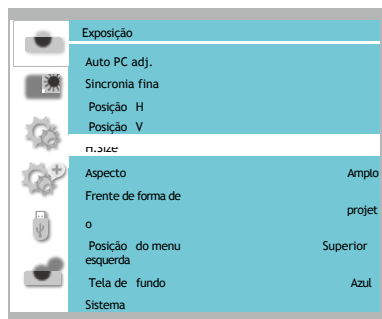 Exposição
Auto PC adj.
Sincronia fina
Posição H
Posição V
H.Size
Aspecto Amplo
Frente de forma de
projet
o
Posição do menu Superior
esquerda
Tela de fundo Azul
Sistema